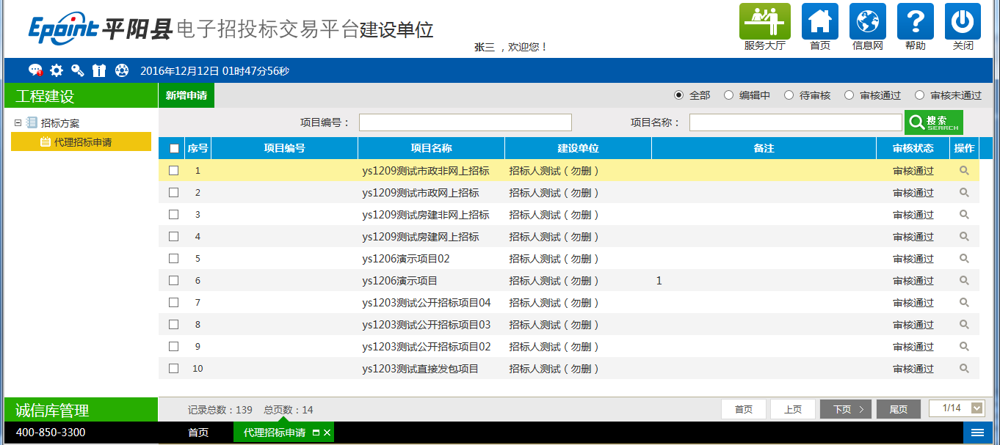 Epoint 平阳县电子招投标交易平台建设单位
张三 ，欢迎您！
服务大厅 首页 信息网 帮助 关闭
2016年12月12日 01时47分56秒
工程建设
新增申请 全部 编辑中 待审核 审核通过 审核未通过
招标方案
代理招标申请
项目编号： 项目名称： 搜索 SEARCH
序号 项目编号 项目名称 建设单位 备注 审核状态 操作
1 ys1209测试市政非网上招标 招标人测试（勿删） 审核通过
2 ys1209测试市政网上招标 招标人测试（勿删） 审核通过
3 ys1209测试房建非网上招标 招标人测试（勿删） 审核通过
4 ys1209测试房建网上招标 招标人测试（勿删） 审核通过
5 ys1206演示项目02 招标人测试（勿删） 审核通过
6 ys1206演示项目 招标人测试（勿删） 1 审核通过
7 ys1203测试公开招标项目04 招标人测试（勿删） 审核通过
8 ys1203测试公开招标项目03 招标人测试（勿删） 审核通过
9 ys1203测试公开招标项目02 招标人测试（勿删） 审核通过
10 ys1203测试直接发包项目 招标人测试（勿删） 审核通过
诚信库管理
记录总数：139 总页数：14 首页 上页 下页 尾页 1/14
400-850-3300 首页 代理招标申请